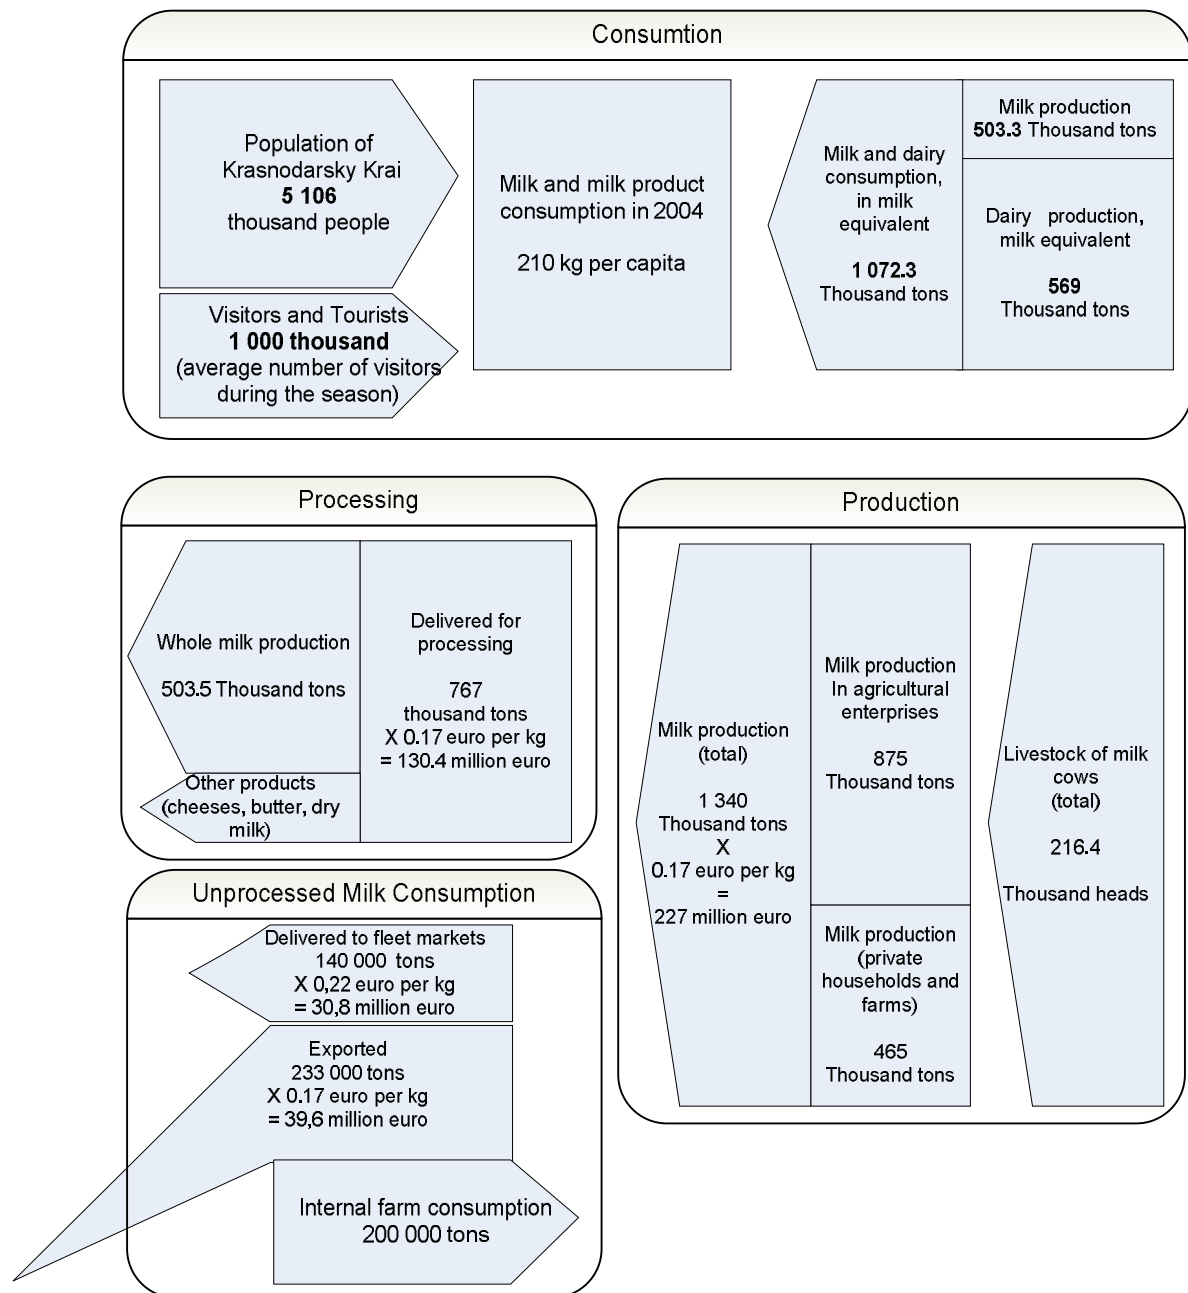 Consumtion
Population of
Krasnodarsky Krai
5 106
thousand people
Visitors and Tourists
1 000 thousand
(average number of visitors
during the season)
Milk and milk product
consumption in 2004
210 kg per capita
Milk and dairy
consumption,
in milk
equivalent
1 072.3
Thousand tons
Milk production
503.3 Thousand tons
Dairy production,
milk equivalent
569
Thousand tons
Processing
Whole milk production
503.5 Thousand tons
Other products
(cheeses, butter, dry
milk)
Delivered for
processing
767
thousand tons
X 0.17 euro per kg
= 130.4 million euro
Production
Milk production
(total)
1 340
Thousand tons
X
0.17 euro per kg
=
227 million euro
Milk production
In agricultural
enterprises
875
Thousand tons
Milk production
(private
households and
farms)
465
Thousand tons
Livestock of milk
cows
(total)
216.4
Thousand heads
Unprocessed Milk Consumption
Delivered to fleet markets
140 000 tons
X 0,22 euro per kg
= 30,8 million euro
Exported
233 000 tons
X 0.17 euro per kg
= 39,6 million euro
Internal farm consumption
200 000 tons